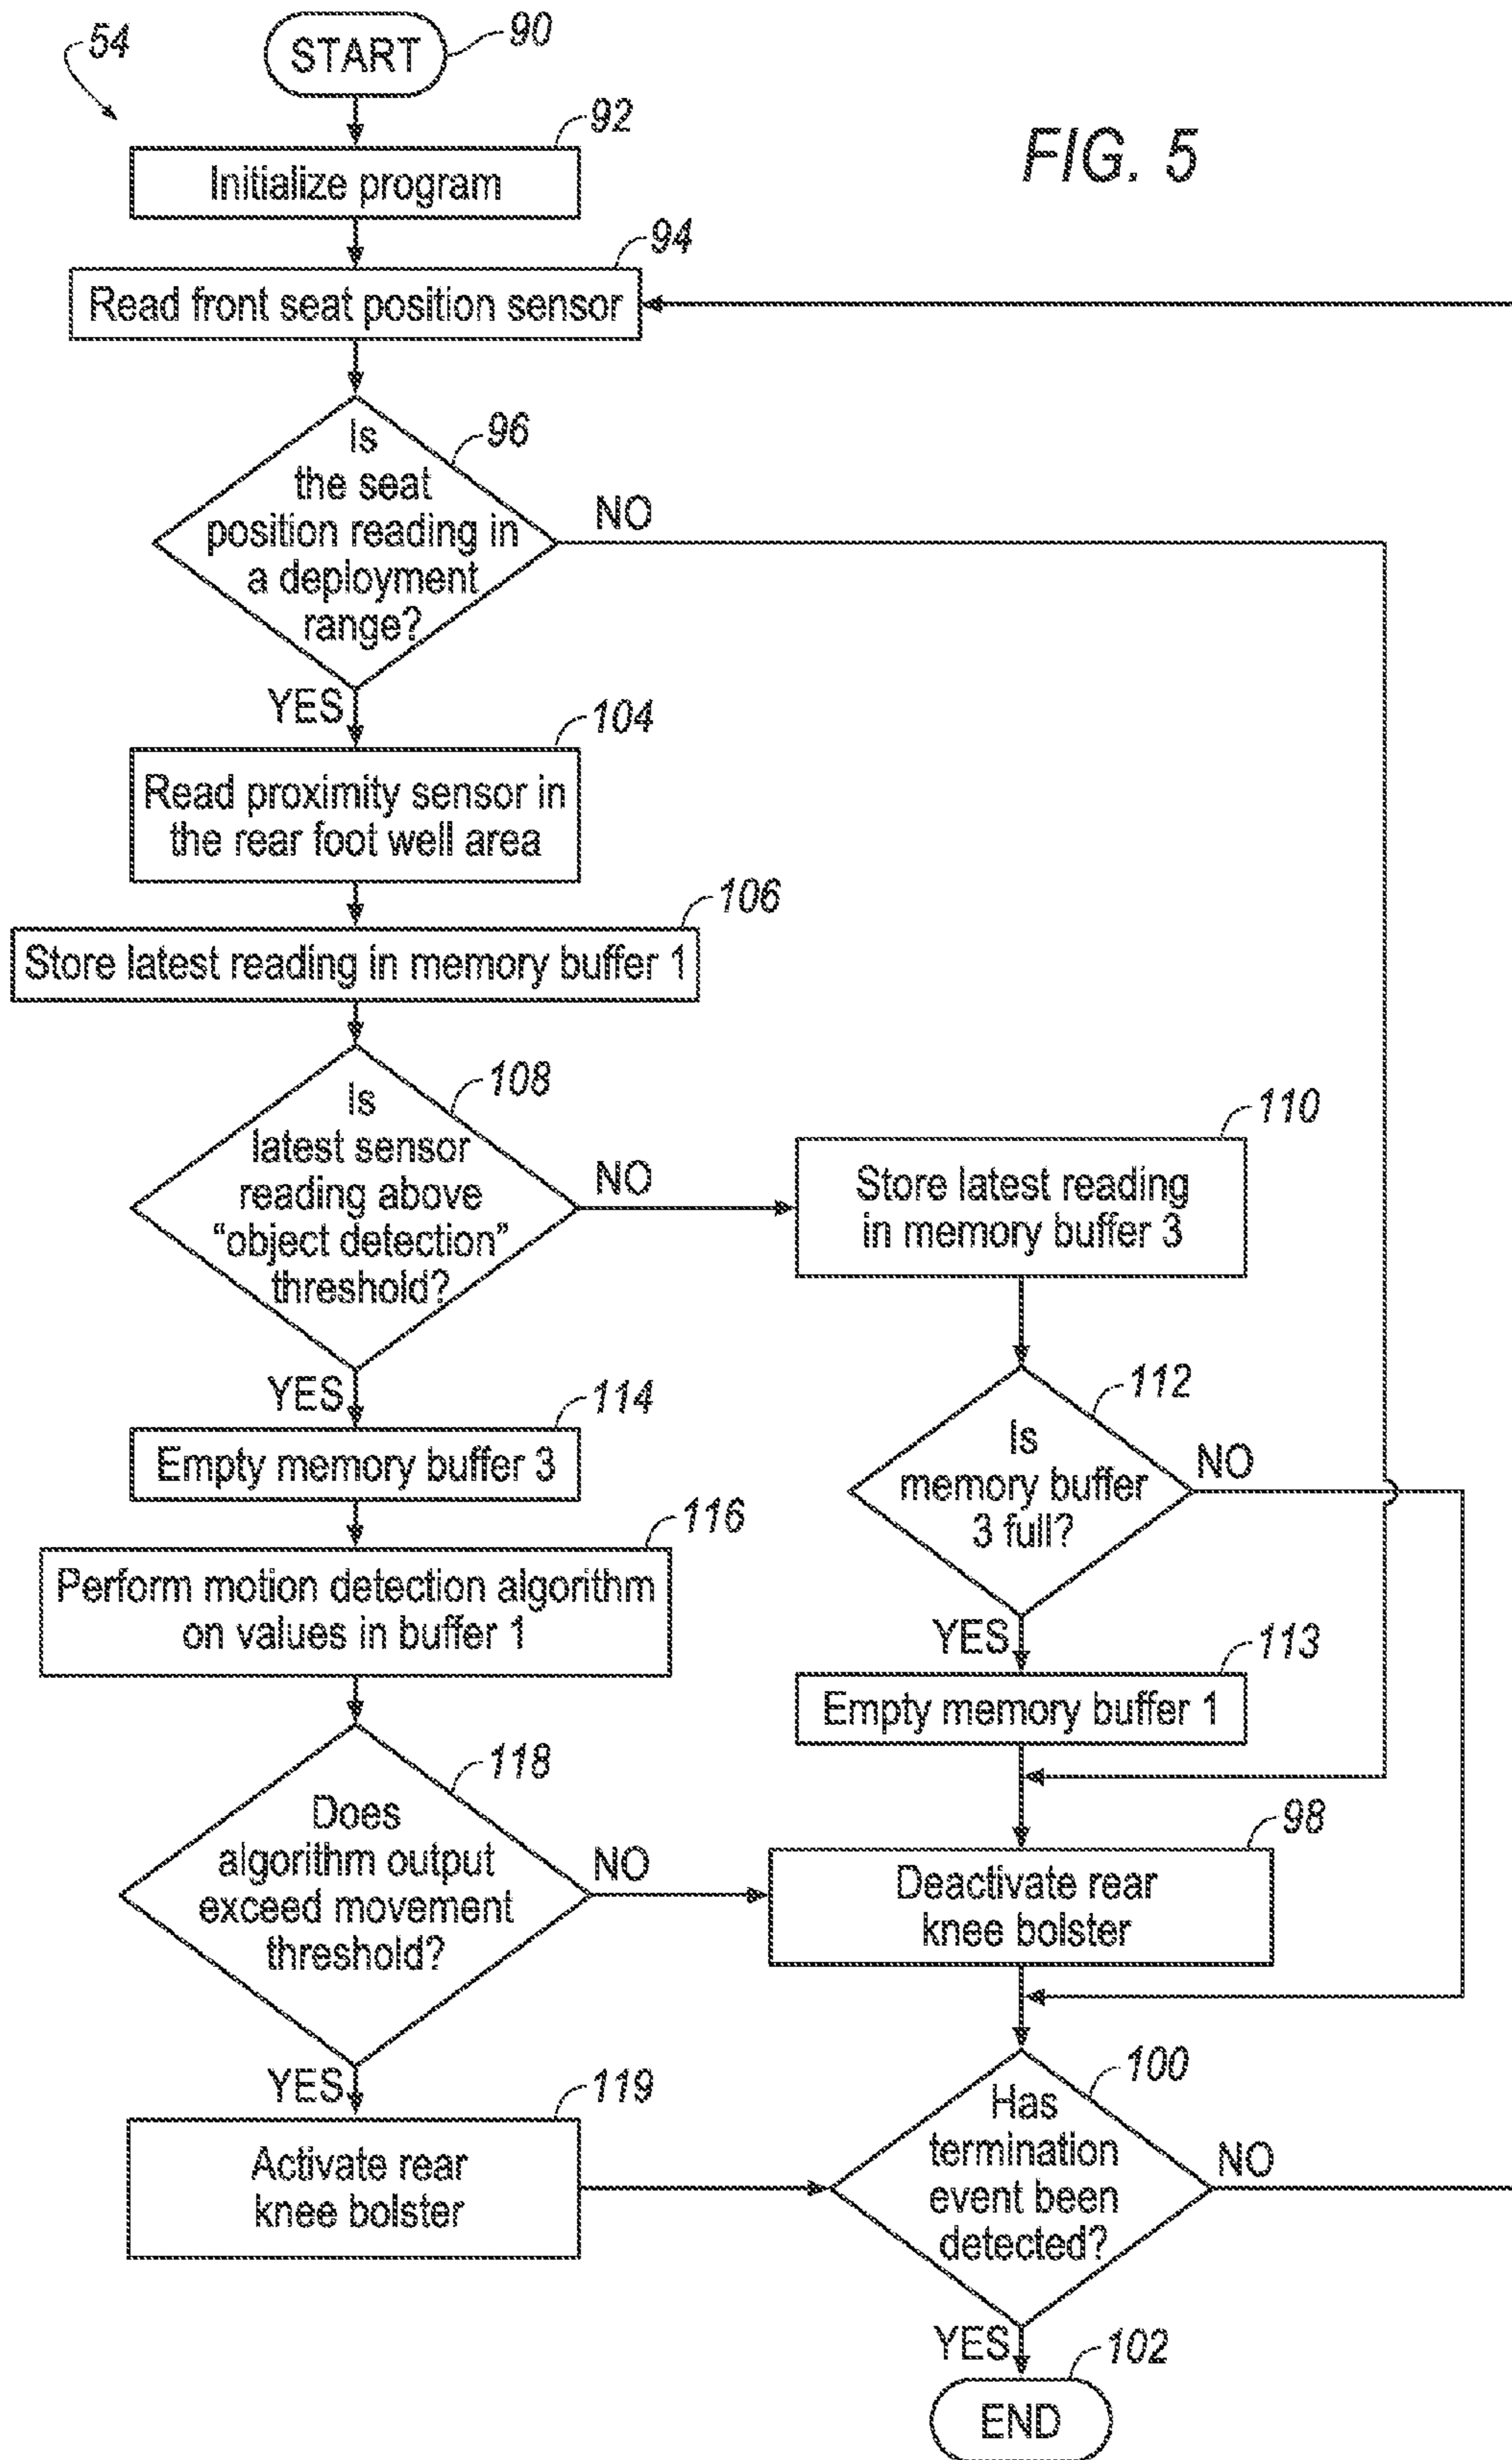 54
START
90
FIG. 5
92
Initialize program
94
Read front seat position sensor
96
Is
the seat
position reading in
a deployment
range?
NO
YES
104
Read proximity sensor in
the rear foot well area
106
Store latest reading in memory buffer 1
108
Is
latest sensor
reading above
“object detection”
threshold?
NO
YES
110
Store latest reading
in memory buffer 3
112
Is
memory buffer
3 full?
NO
YES
114
Empty memory buffer 3
116
Perform motion detection algorithm
on values in buffer 1
113
Empty memory buffer 1
118
Does
algorithm output
exceed movement
threshold?
NO
YES
98
Deactivate rear
knee bolster
119
Activate rear
knee bolster
100
Has
termination
event been
detected?
NO
YES
102
END